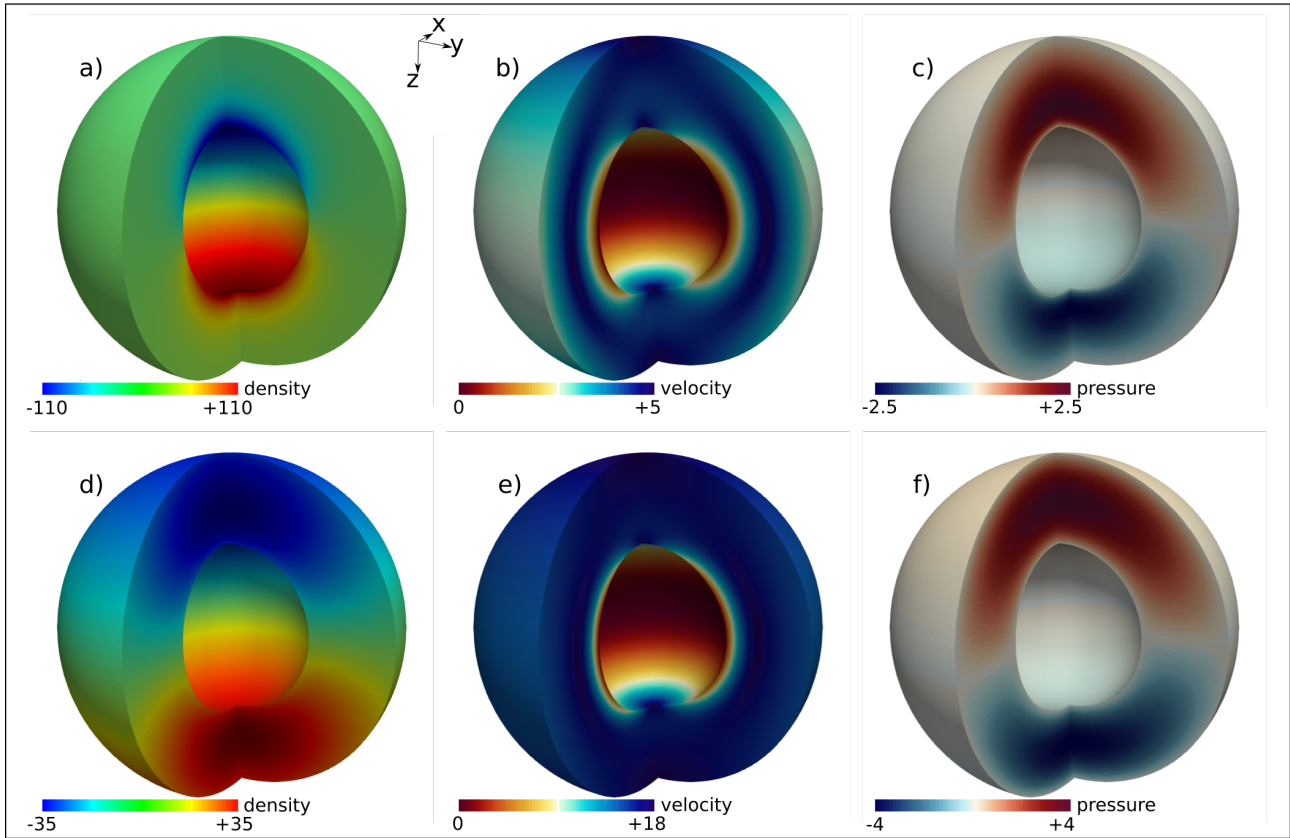 x
y
z
a)
b)
c)
density
-110 +110
velocity
0 +5
pressure
-2.5 +2.5
d)
e)
f)
density
-35 +35
velocity
0 +18
pressure
-4 +4